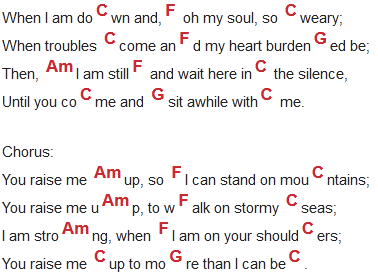 When I am do C wn and, F oh my soul, so C weary;
When troubles C come an F d my heart burden G ed be;
Then, Am I am still F and wait here in C the silence,
Until you co C me and G sit awhile with C me.
Chorus:
You raise me Am up, so F I can stand on mou C ntains;
You raise me u Am p, to w F alk on stormy C seas;
I am stro Am ng, when F I am on your should C ers;
You raise me C up to mo G re than I can be C .